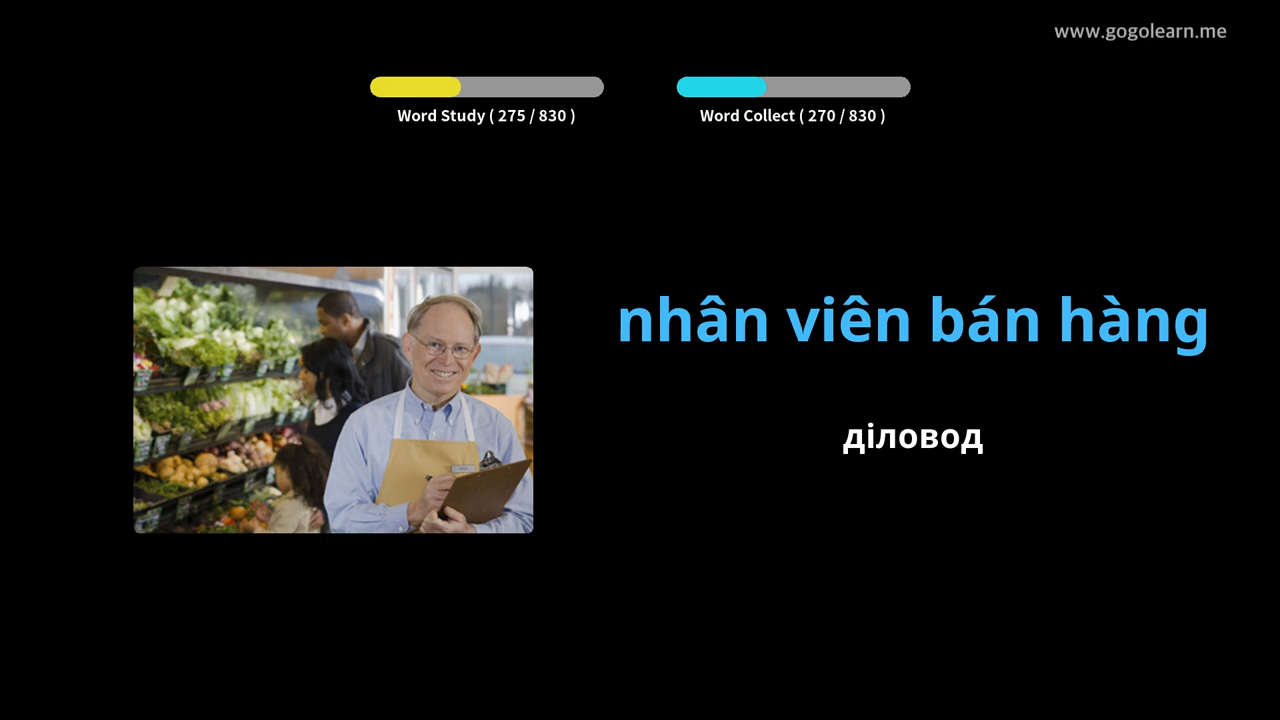 www.gogolearn.me
Word Study ( 275 / 830 )
Word Collect ( 270 / 830 )
nhân viên bán hàng
діловод